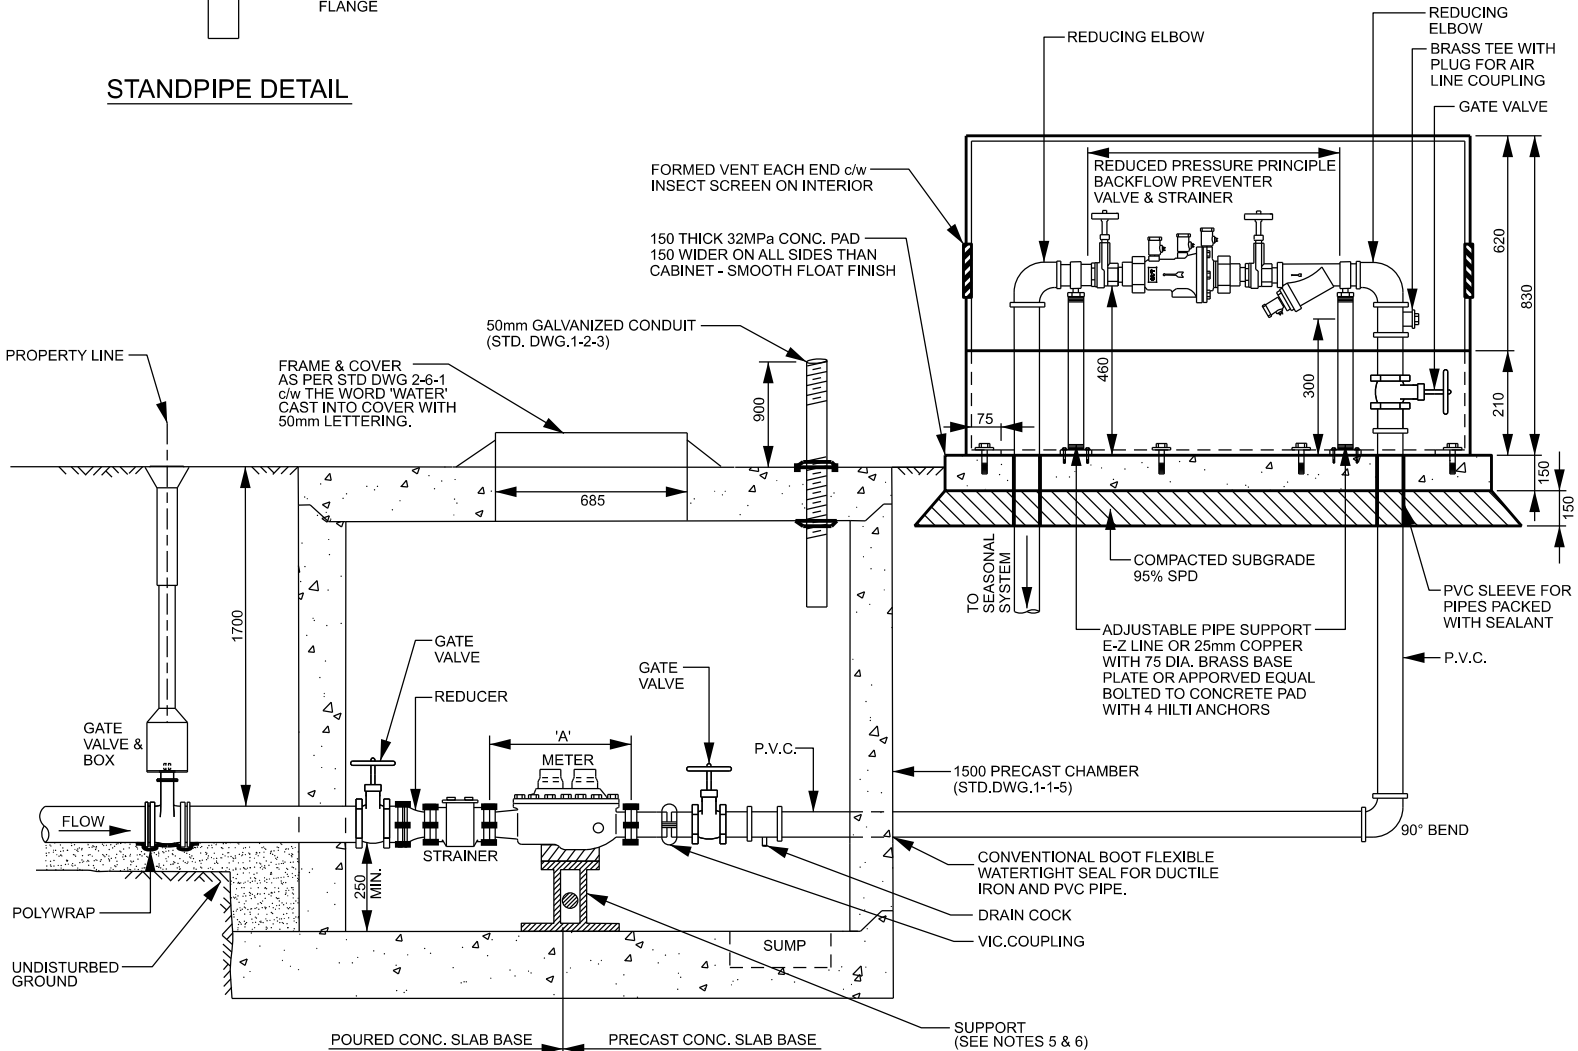 FLANGE
STANDPIPE DETAIL
REDUCING ELBOW
REDUCING
ELBOW
BRASS TEE WITH
PLUG FOR AIR
LINE COUPLING
GATE VALVE
FORMED VENT EACH END c/w
INSECT SCREEN ON INTERIOR
REDUCED PRESSURE PRINCIPLE
BACKFLOW PREVENTER
VALVE & STRAINER
150 THICK 32MPa CONC. PAD
150 WIDER ON ALL SIDES THAN
CABINET - SMOOTH FLOAT FINISH
620
830
50mm GALVANIZED CONDUIT
(STD. DWG.1-2-3)
PROPERTY LINE
FRAME & COVER
AS PER STD DWG 2-6-1
c/w THE WORD 'WATER'
CAST INTO COVER WITH
50mm LETTERING.
900
460
300
210
75
685
150
150
TO
SEASONAL
SYSTEM
COMPACTED SUBGRADE
95% SPD
PVC SLEEVE FOR
PIPES PACKED
WITH SEALANT
1700
GATE
VALVE
GATE
VALVE
ADJUSTABLE PIPE SUPPORT
E-Z LINE OR 25mm COPPER
WITH 75 DIA. BRASS BASE
PLATE OR APPORVED EQUAL
BOLTED TO CONCRETE PAD
WITH 4 HILTI ANCHORS
P.V.C.
REDUCER
GATE
VALVE &
BOX
'A'
METER
P.V.C.
1500 PRECAST CHAMBER
(STD.DWG.1-1-5)
FLOW
90° BEND
STRAINER
250
MIN.
CONVENTIONAL BOOT FLEXIBLE
WATERTIGHT SEAL FOR DUCTILE
IRON AND PVC PIPE.
POLYWRAP
DRAIN COCK
VIC.COUPLING
SUMP
UNDISTURBED
GROUND
POURED CONC. SLAB BASE
PRECAST CONC. SLAB BASE
SUPPORT
(SEE NOTES 5 & 6)